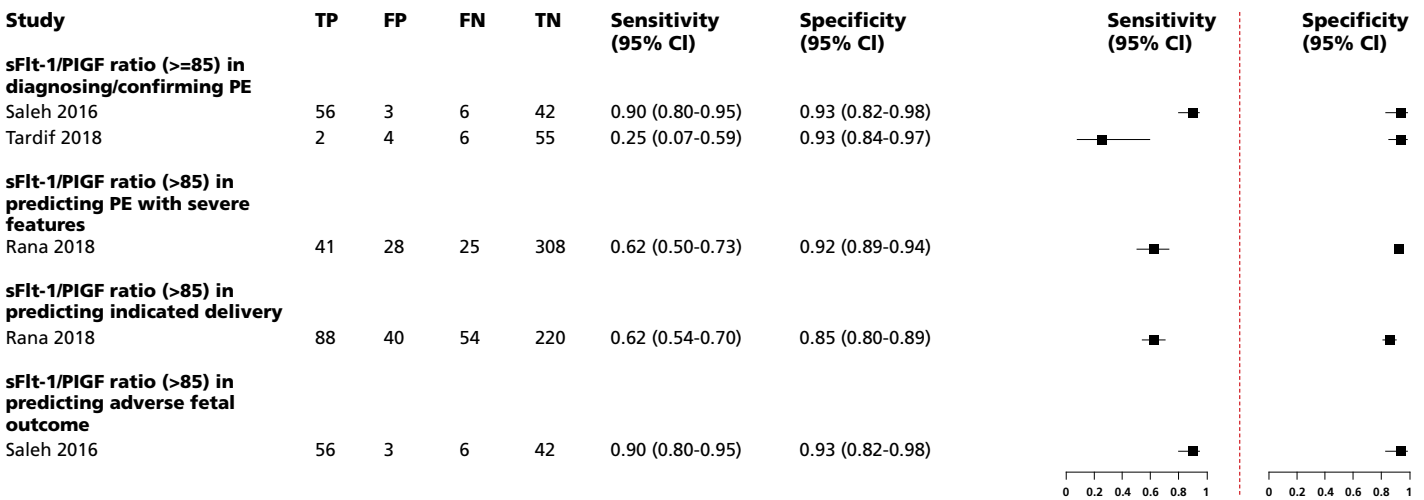 Study TP FP FN TN Sensitivity (95% Cl) Specificity (95% Cl) Sensitivity (95% Cl) Specificity (95% Cl)
sFlt-1/PIGF ratio (>=85) in
diagnosing/confirming PE
Saleh 2016 56 3 6 42 0.90 (0.80-0.95) 0.93 (0.82-0.98)
Tardif 2018 2 4 6 55 0.25 (0.07-0.59) 0.93 (0.84-0.97)
sFlt-1/PIGF ratio (>85) in
predicting PE with severe
features
Rana 2018 41 28 25 308 0.62 (0.50-0.73) 0.92 (0.89-0.94)
sFlt-1/PIGF ratio (>85) in
predicting indicated delivery
Rana 2018 88 40 54 220 0.62 (0.54-0.70) 0.85 (0.80-0.89)
sFlt-1/PIGF ratio (>85) in
predicting adverse fetal
outcome
Saleh 2016 56 3 6 42 0.90 (0.80-0.95) 0.93 (0.82-0.98)
0 0.2 0.4 0.6 0.8 1 0 0.2 0.4 0.6 0.8 1